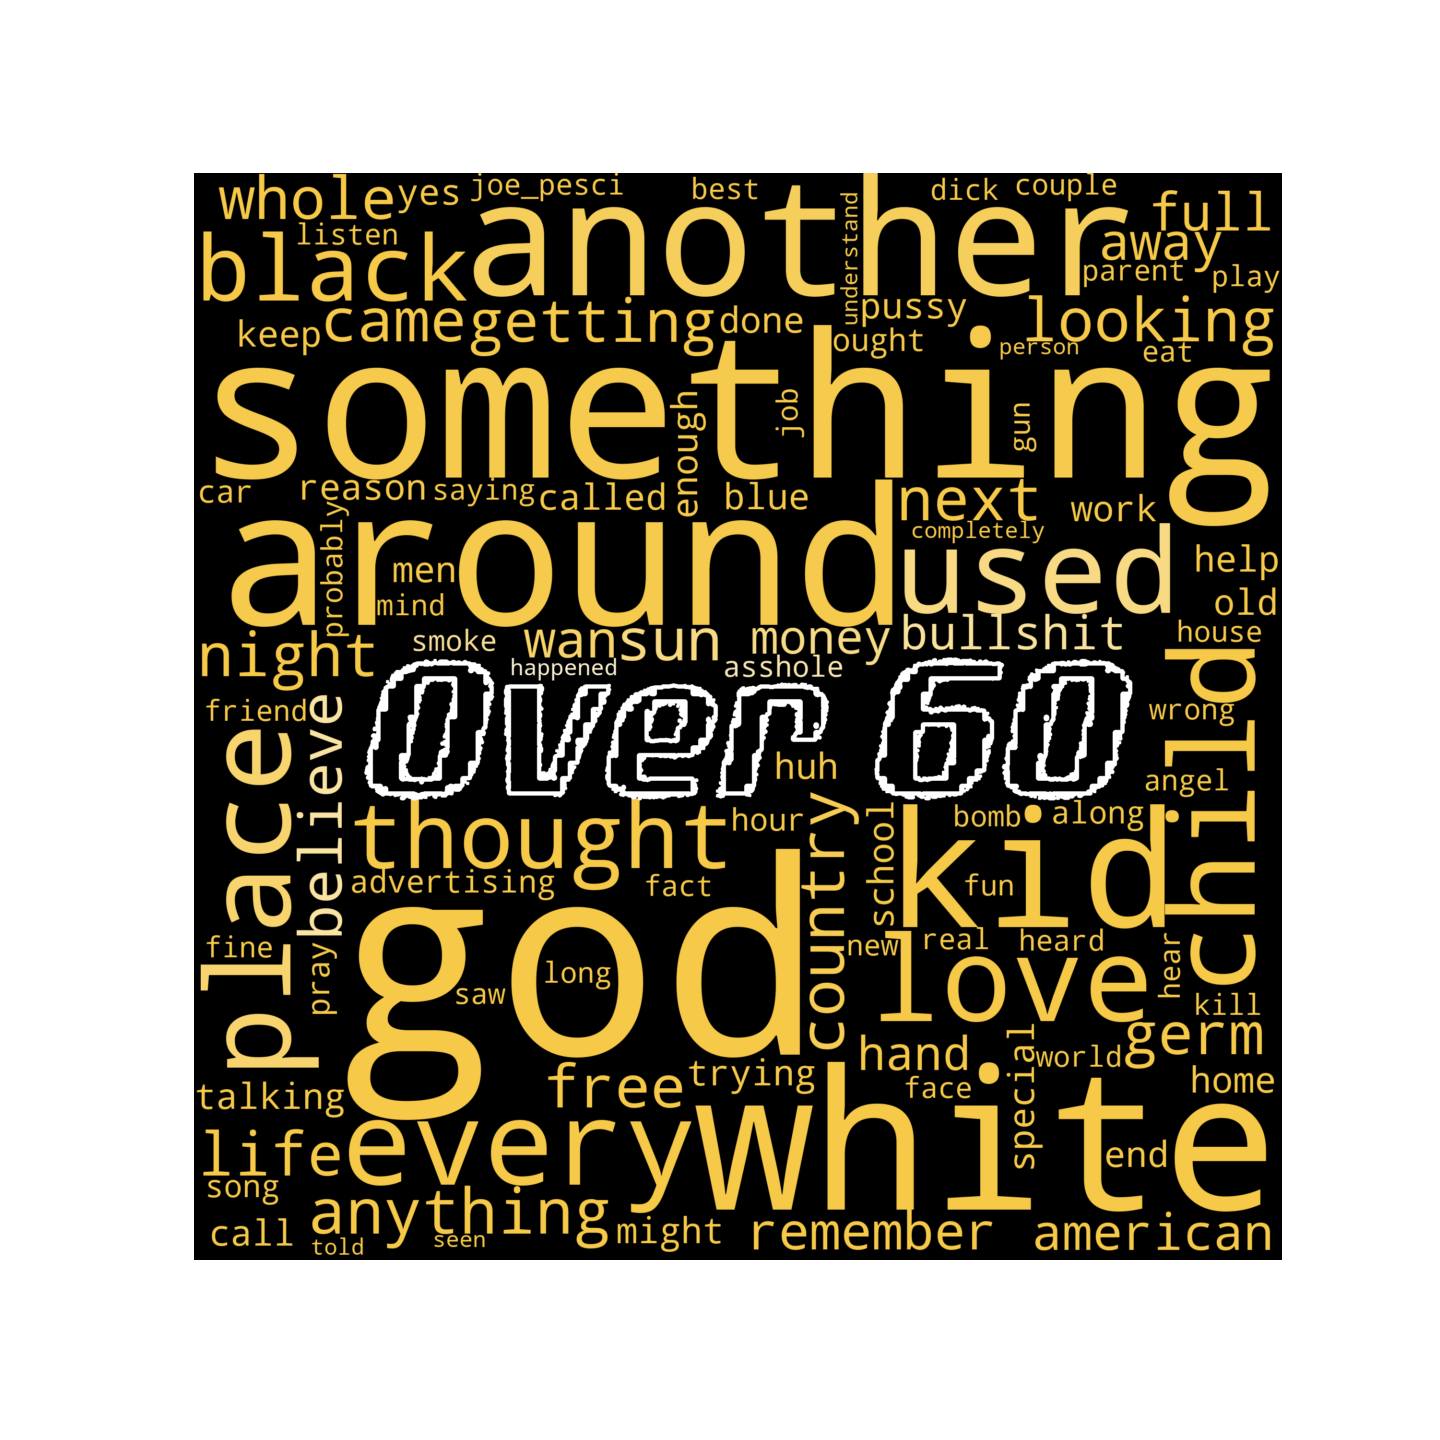 whole yes joe_pesci best dick couple full
listen black another understand away parent play
keep came getting done pussy ought looking person eat
something enough job gun
car reason saying called blue next work
around probably men mind completely used help old
night smoke wansun money bullshit house
happened asshole
Over 60
friend believe place huh wrong child angel
thought hour country school bomb along kid
advertising fact fun
god fine pray saw long new real heard love hear kill
hand germ world special
talking free trying face home
life every white end
song anything might remember american
call told seen